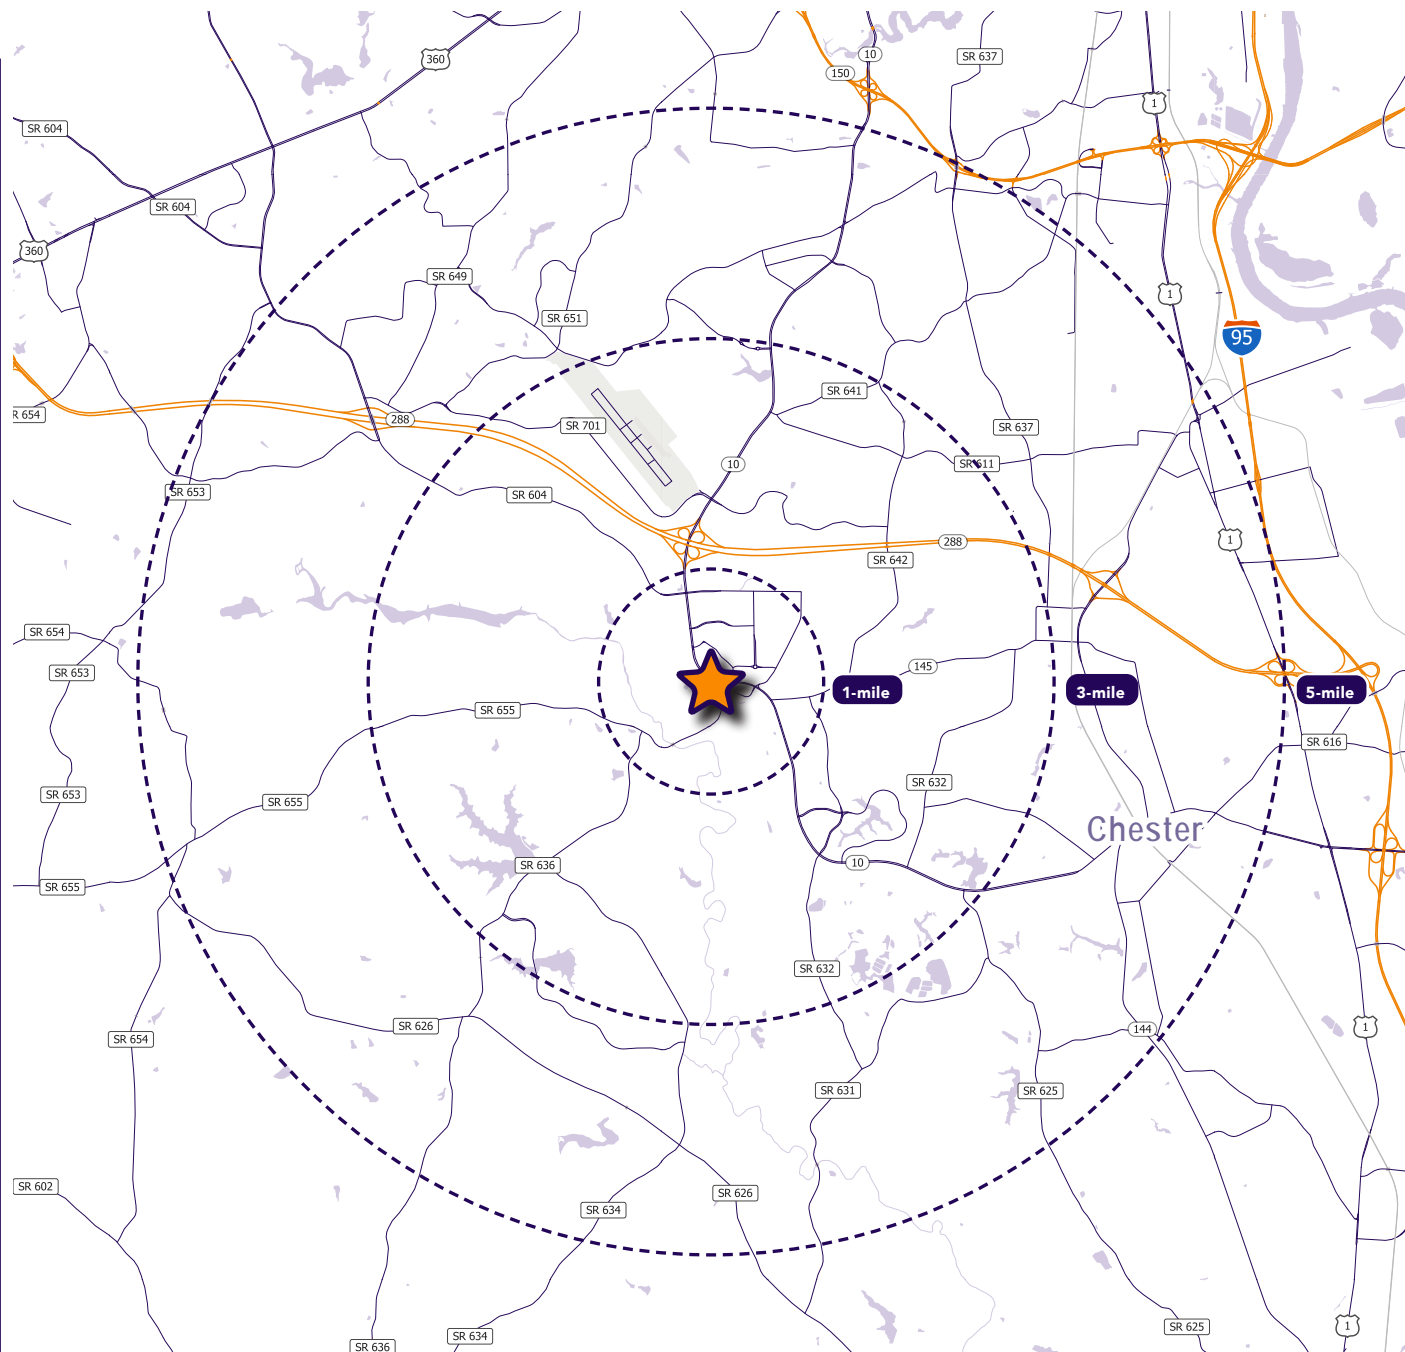 10
SR 637
360
150
1
SR 604
SR 604
360
SR 649
1
SR 651
95
SR 641
R 654
288
SR 701
SR 637
10
SR 611
SR 653
SR 604
1
288
SR 642
SR 654
145
SR 653
1-mile
3-mile
5-mile
SR 655
SR 616
SR 632
SR 653
SR 655
Chester
10
SR 636
SR 655
SR 632
SR 626
144
1
SR 654
SR 631
SR 625
SR 602
SR 626
SR 634
1
SR 625
SR 634
SR 636